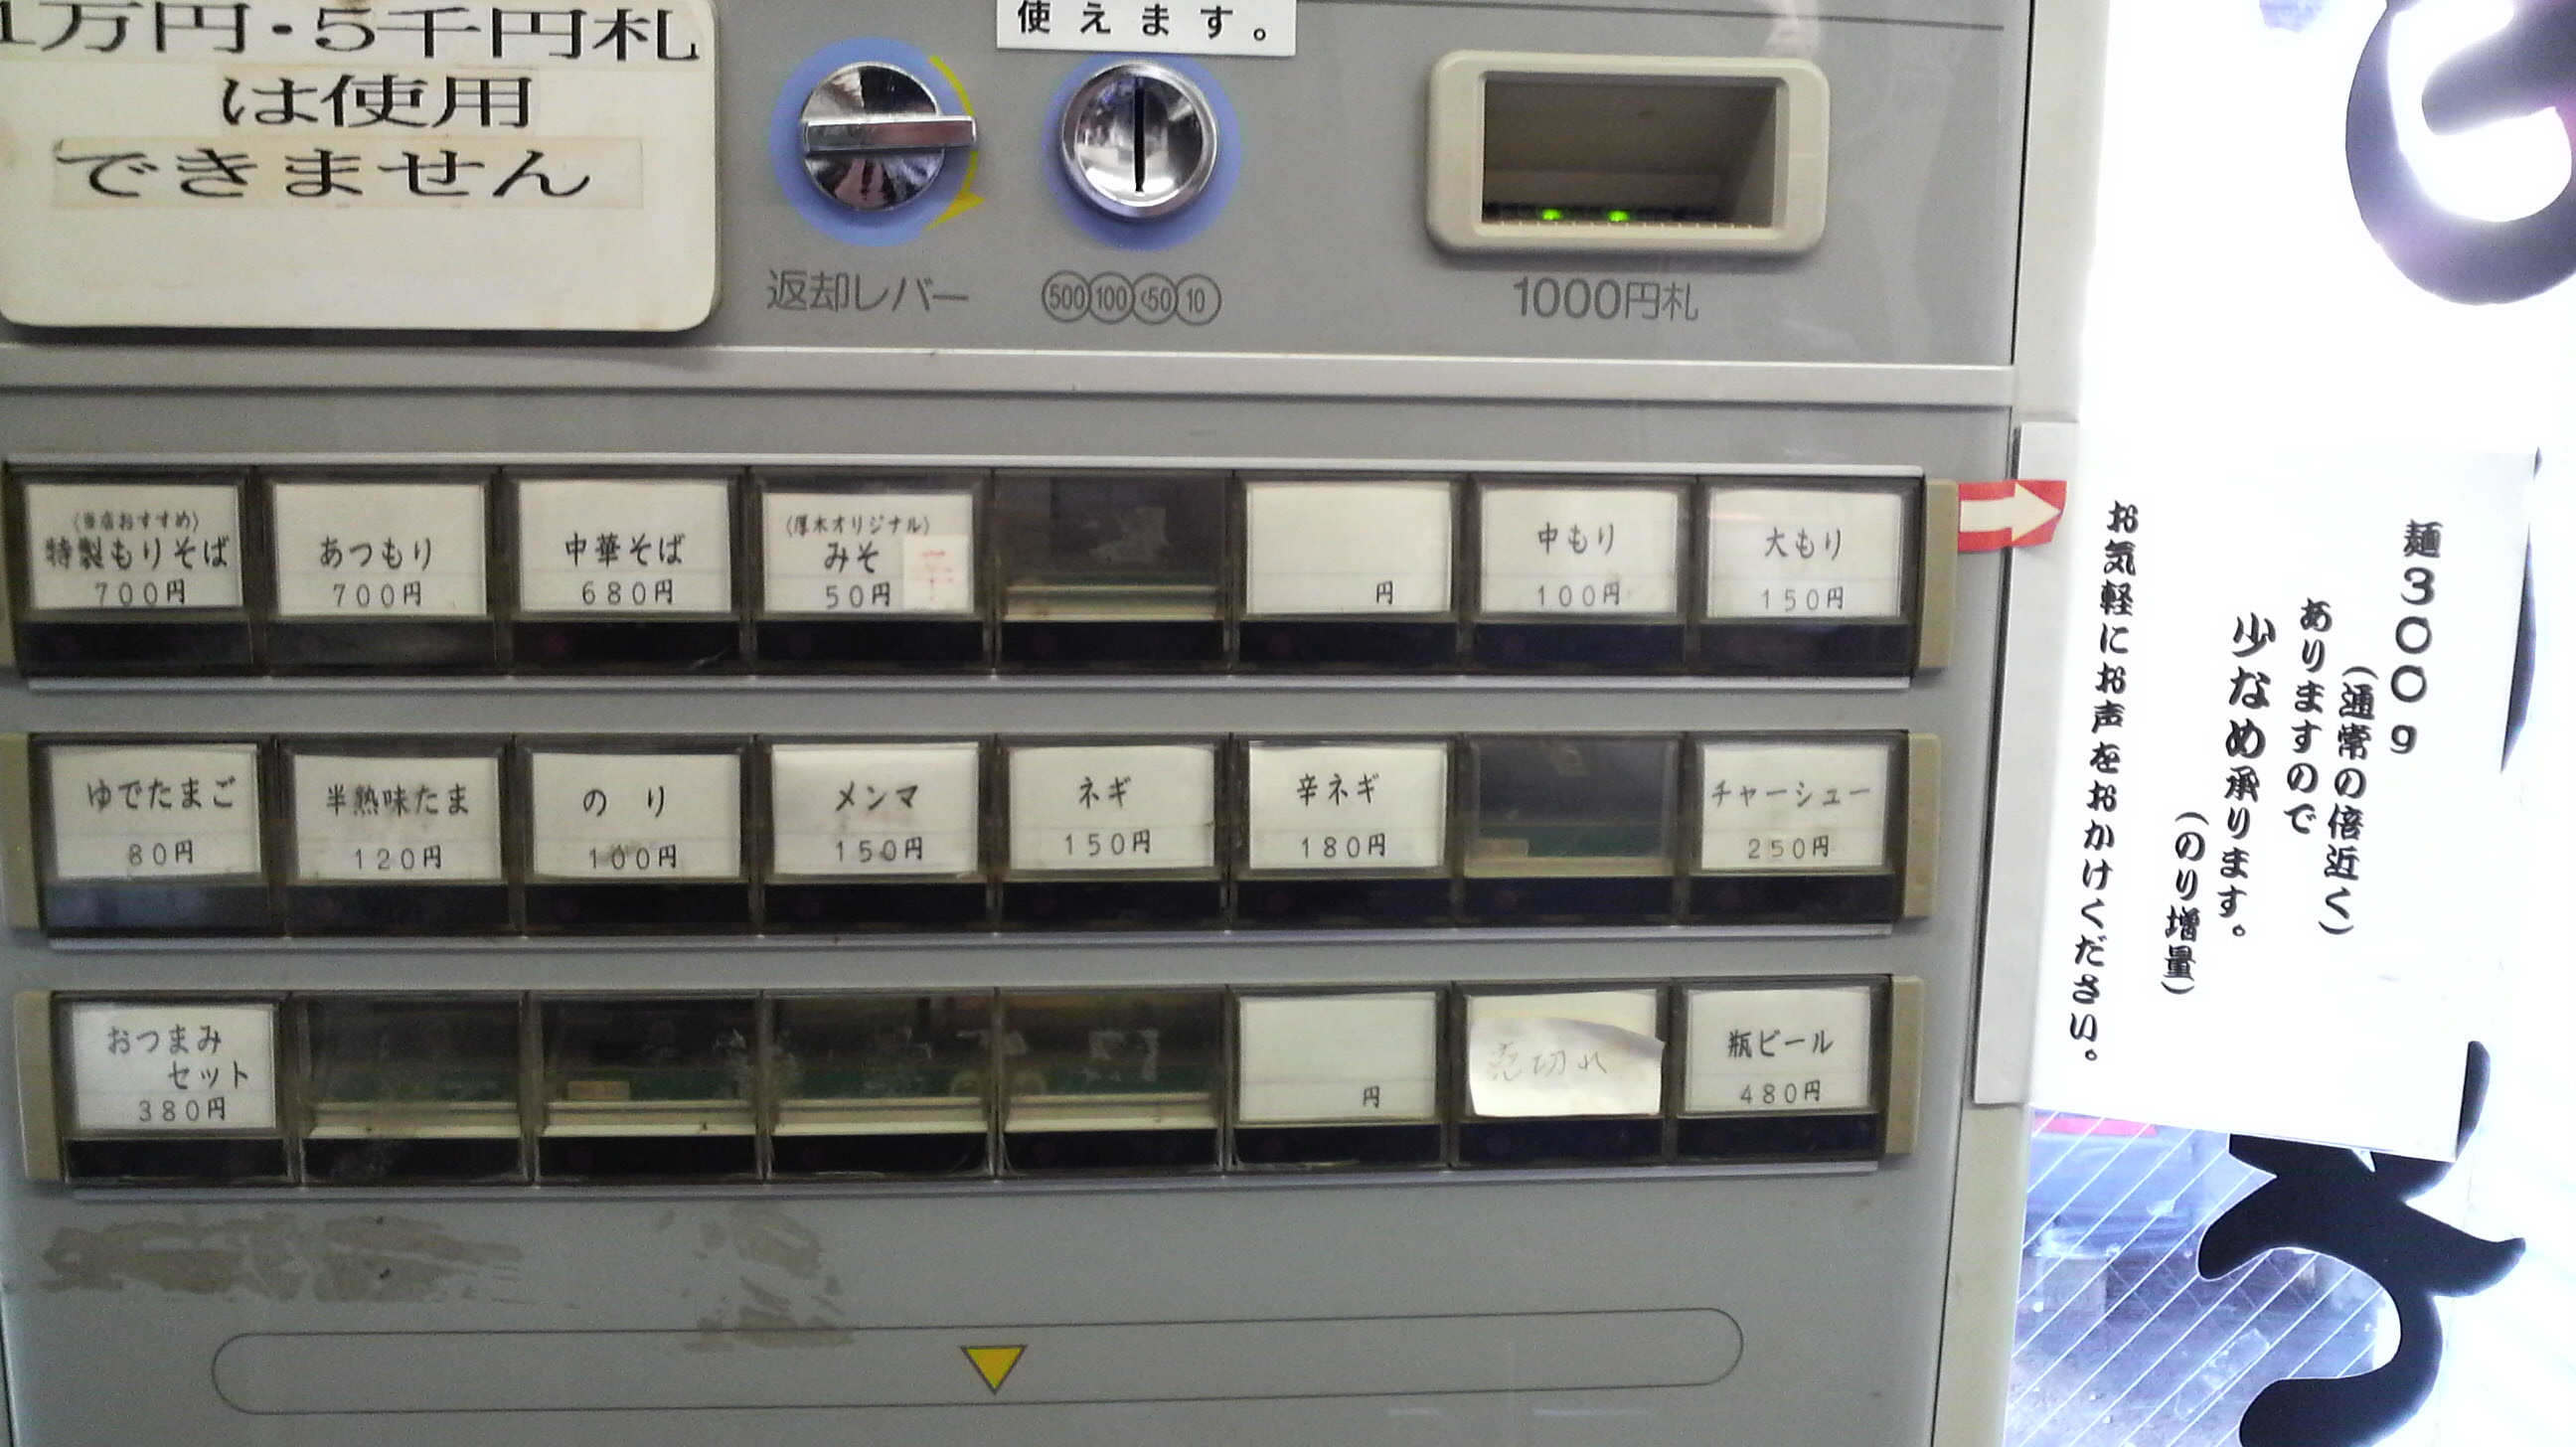 1万円・5千円札
は使用
できません
使えます。
返却レバー
500 100 50 10
1000円札
(当店おすすめ)
特製もりそば
700円
あつもり
700円
中華そば
680円
(厚木オリジナル)
みそ
辛
50円
円
中もり
100円
大もり
150円
ゆでたまご
80円
半熟味たま
120円
のり
100円
メンマ
150円
ネギ
150円
辛ネギ
180円
チャーシュー
250円
おつまみ
セット
380円
円
売切れ
瓶ビール
480円
麺300g
(通常の倍近く)
ありますので
少なめ承ります。
(のり増量)
お気軽にお声をおかけください。